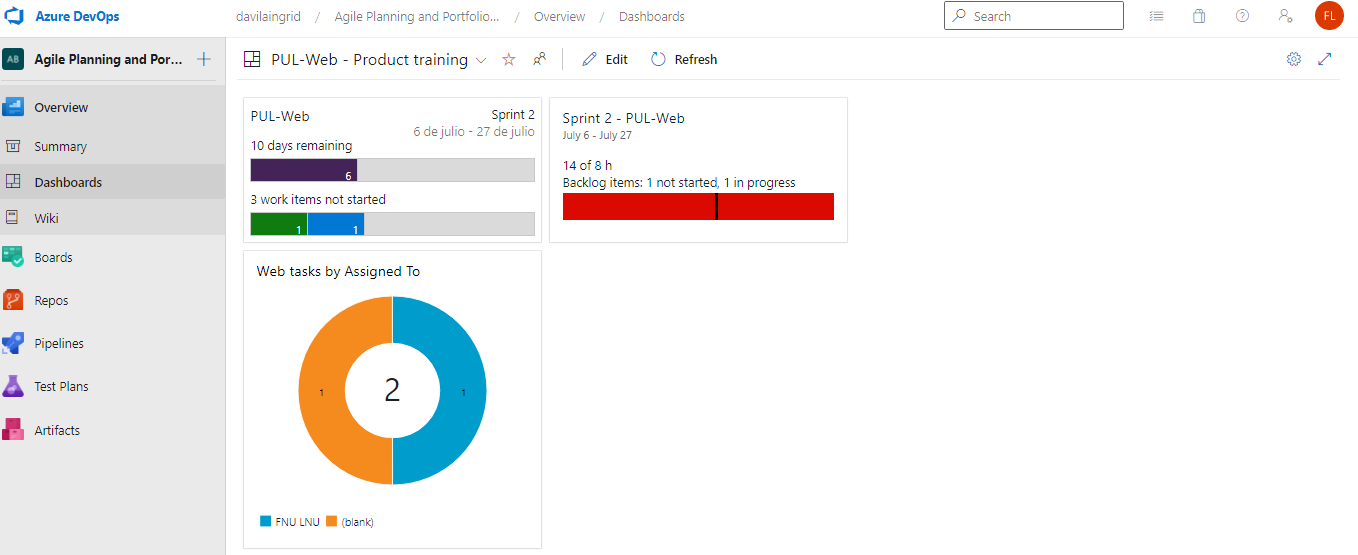 Azure DevOps
davilaingrid / Agile Planning and Portfolio... / Overview / Dashboards
Search
FL
AB Agile Planning and Por...
PUL-Web - Product training
Edit
Refresh
Overview
Summary
Dashboards
Wiki
Boards
Repos
Pipelines
Test Plans
Artifacts
PUL-Web
Sprint 2
6 de julio - 27 de julio
10 days remaining
6
3 work items not started
1 1
Sprint 2 - PUL-Web
July 6 - July 27
14 of 8 h
Backlog items: 1 not started, 1 in progress
Web tasks by Assigned To
1 2 1
FNU LNU (blank)